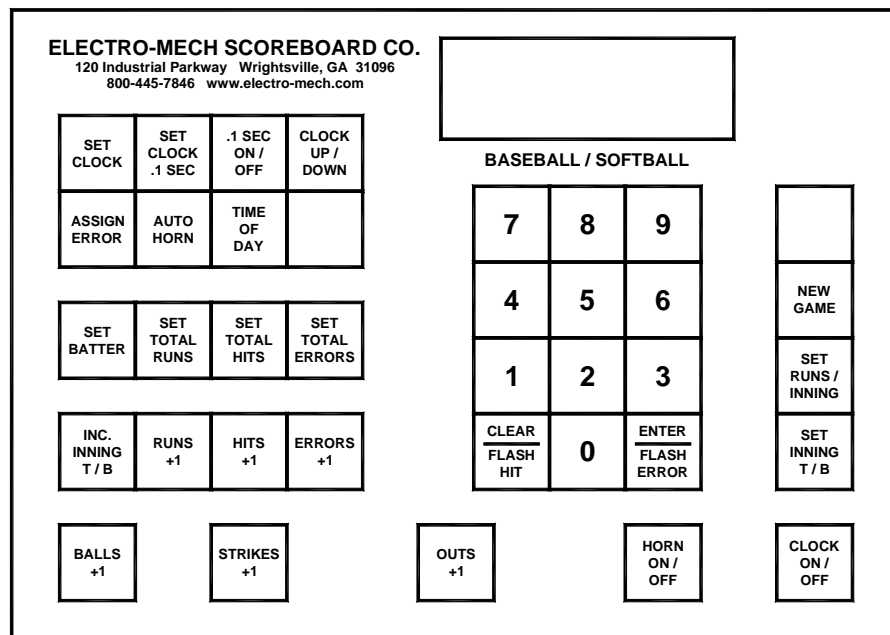 ELECTRO-MECH SCOREBOARD CO.
120 Industrial Parkway Wrightsville, GA 31096
800-445-7846 www.electro-mech.com
SET
CLOCK
SET
CLOCK
.1 SEC
.1 SEC
ON /
OFF
CLOCK
UP /
DOWN
ASSIGN
ERROR
AUTO
HORN
TIME
OF
DAY
SET
BATTER
SET
TOTAL
RUNS
SET
TOTAL
HITS
SET
TOTAL
ERRORS
INC.
INNING
T / B
RUNS
+1
HITS
+1
ERRORS
+1
BALLS
+1
STRIKES
+1
OUTS
+1
BASEBALL / SOFTBALL
7
8
9
4
5
6
1
2
3
CLEAR
FLASH
HIT
0
ENTER
FLASH
ERROR
NEW
GAME
SET
RUNS /
INNING
SET
INNING
T / B
HORN
ON /
OFF
CLOCK
ON /
OFF